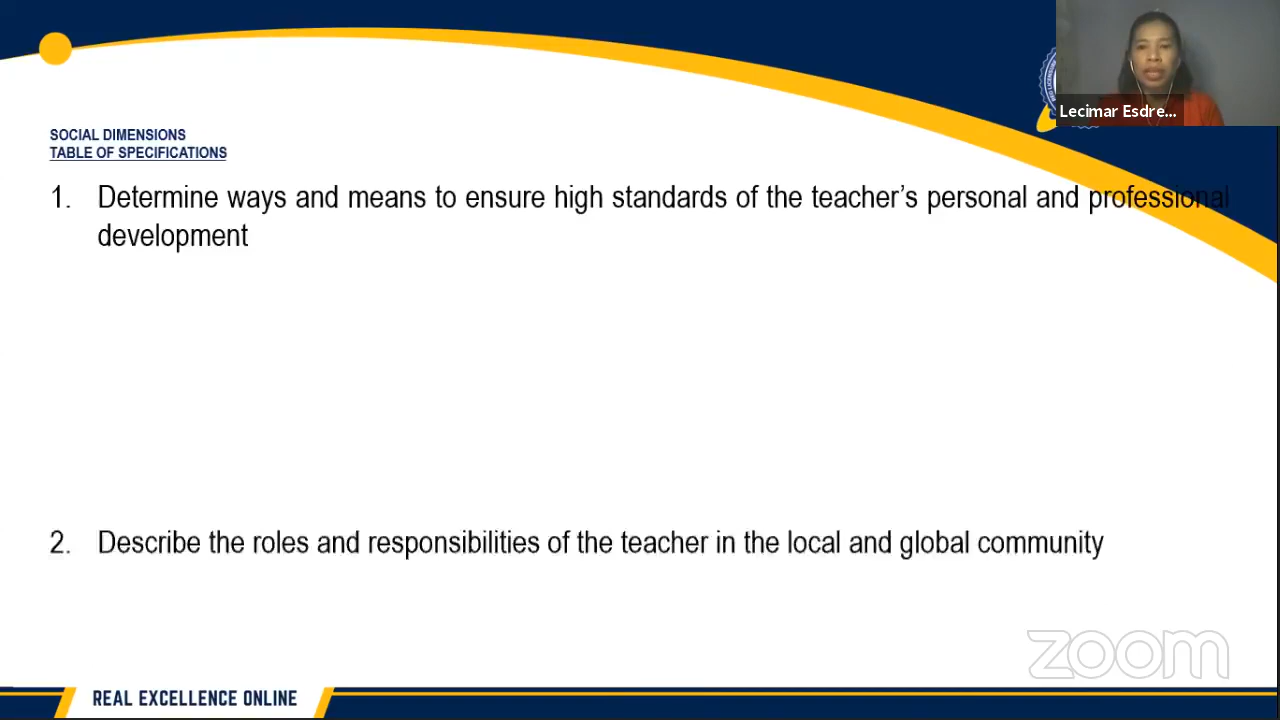 Lecimar Esdre...
SOCIAL DIMENSIONS
TABLE OF SPECIFICATIONS
1. Determine ways and means to ensure high standards of the teacher’s personal and professional
development
2. Describe the roles and responsibilities of the teacher in the local and global community
zoom
REAL EXCELLENCE ONLINE